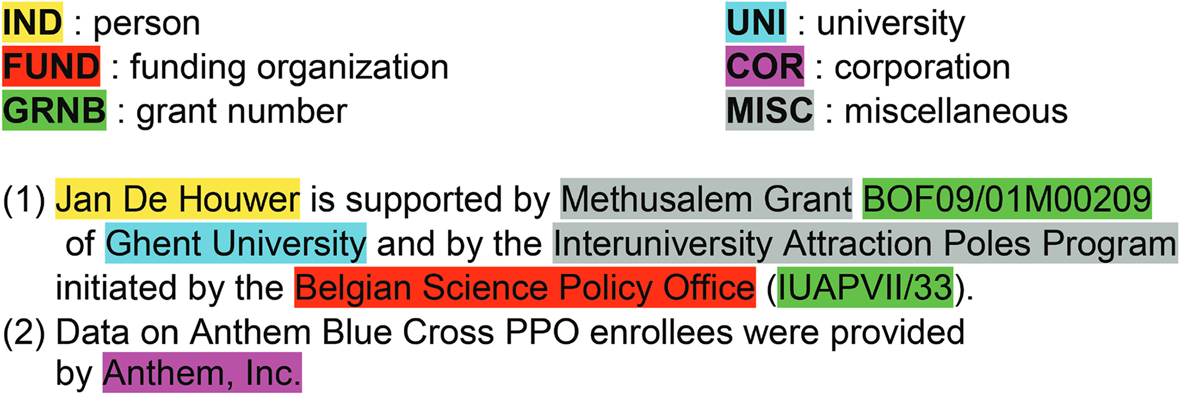 IND : person
FUND : funding organization
GRNB : grant number
UNI : university
COR : corporation
MISC : miscellaneous
(1) Jan De Houwer is supported by Methusalem Grant BOF09/01M00209
of Ghent University and by the Interuniversity Attraction Poles Program
initiated by the Belgian Science Policy Office (IUAPVII/33).
(2) Data on Anthem Blue Cross PPO enrollees were provided
by Anthem, Inc.